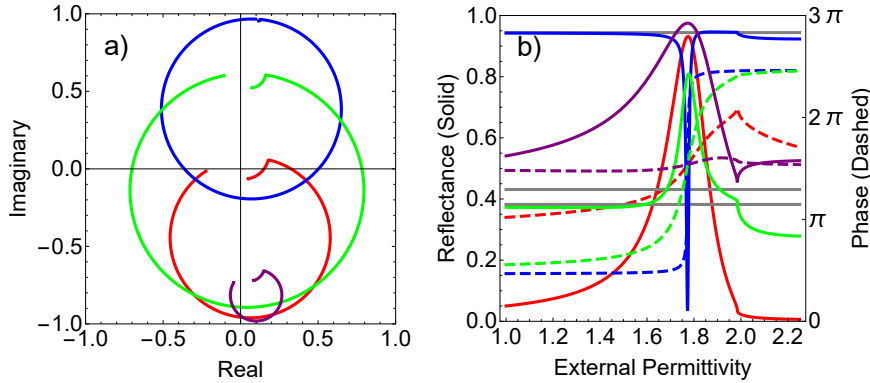 a)
Imaginary
1.0
0.5
0.0
−0.5
−1.0
−1.0 −0.5 0.0 0.5 1.0
Real
b)
Reflectance (Solid)
1.0
0.8
0.6
0.4
0.2
0.0
1.0 1.2 1.4 1.6 1.8 2.0 2.2
External Permittivity
3 π
2 π
π
0
Phase (Dashed)